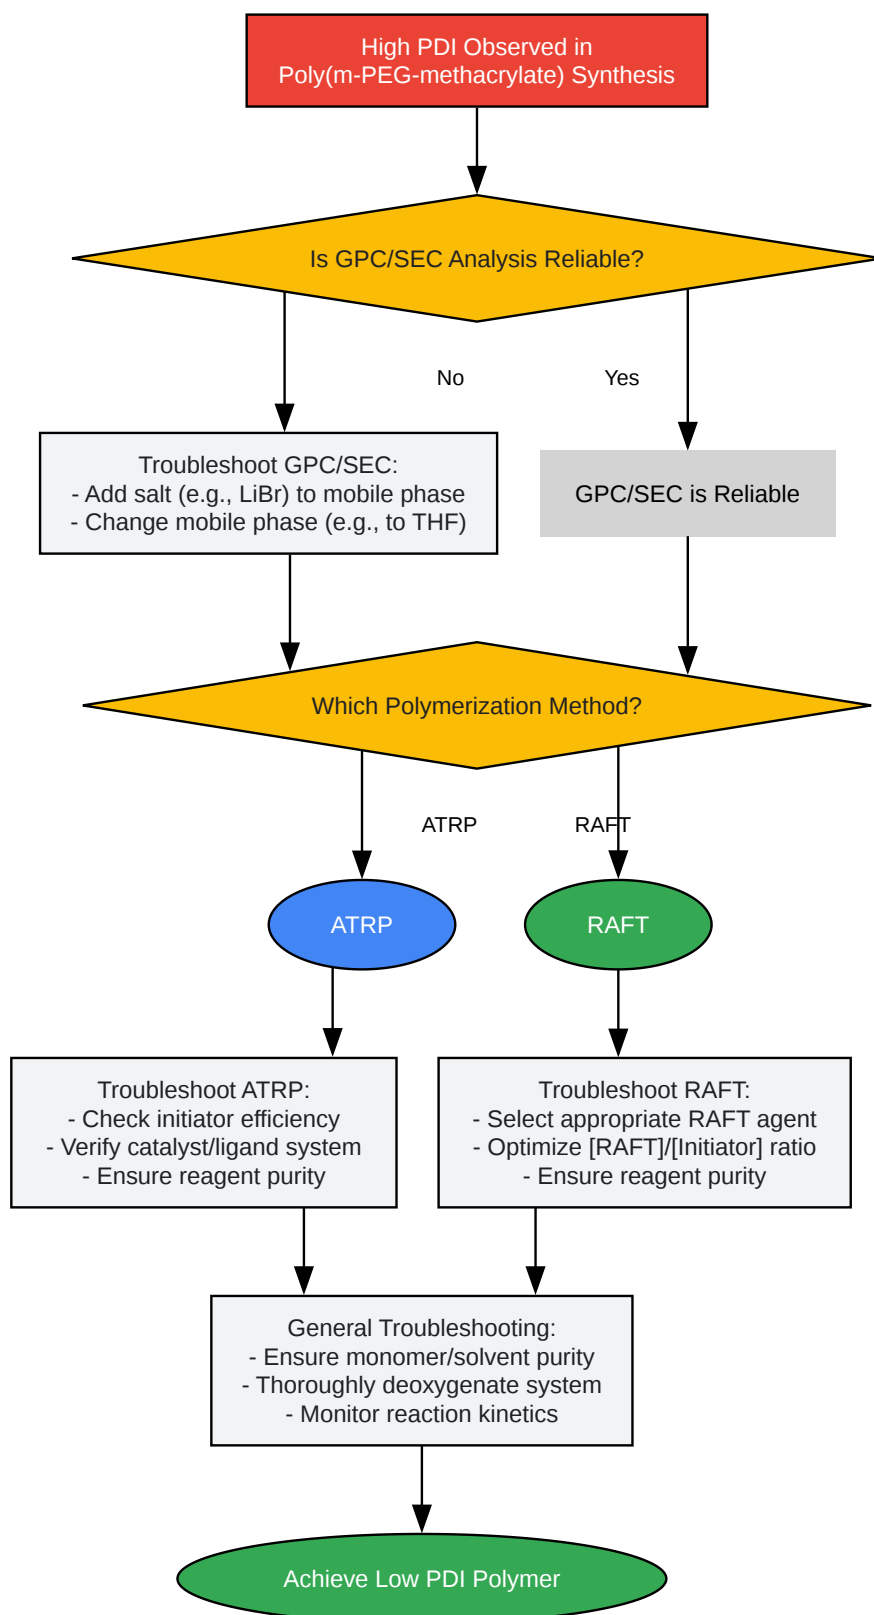 High PDI Observed in
Poly(m-PEG-methacrylate) Synthesis
Is GPC/SEC Analysis Reliable?
No
Yes
Troubleshoot GPC/SEC:
- Add salt (e.g., LiBr) to mobile phase
- Change mobile phase (e.g., to THF)
GPC/SEC is Reliable
Which Polymerization Method?
ATRP
RAFT
ATRP
RAFT
Troubleshoot ATRP:
- Check initiator efficiency
- Verify catalyst/ligand system
- Ensure reagent purity
Troubleshoot RAFT:
- Select appropriate RAFT agent
- Optimize [RAFT]/[Initiator] ratio
- Ensure reagent purity
General Troubleshooting:
- Ensure monomer/solvent purity
- Thoroughly deoxygenate system
- Monitor reaction kinetics
Achieve Low PDI Polymer